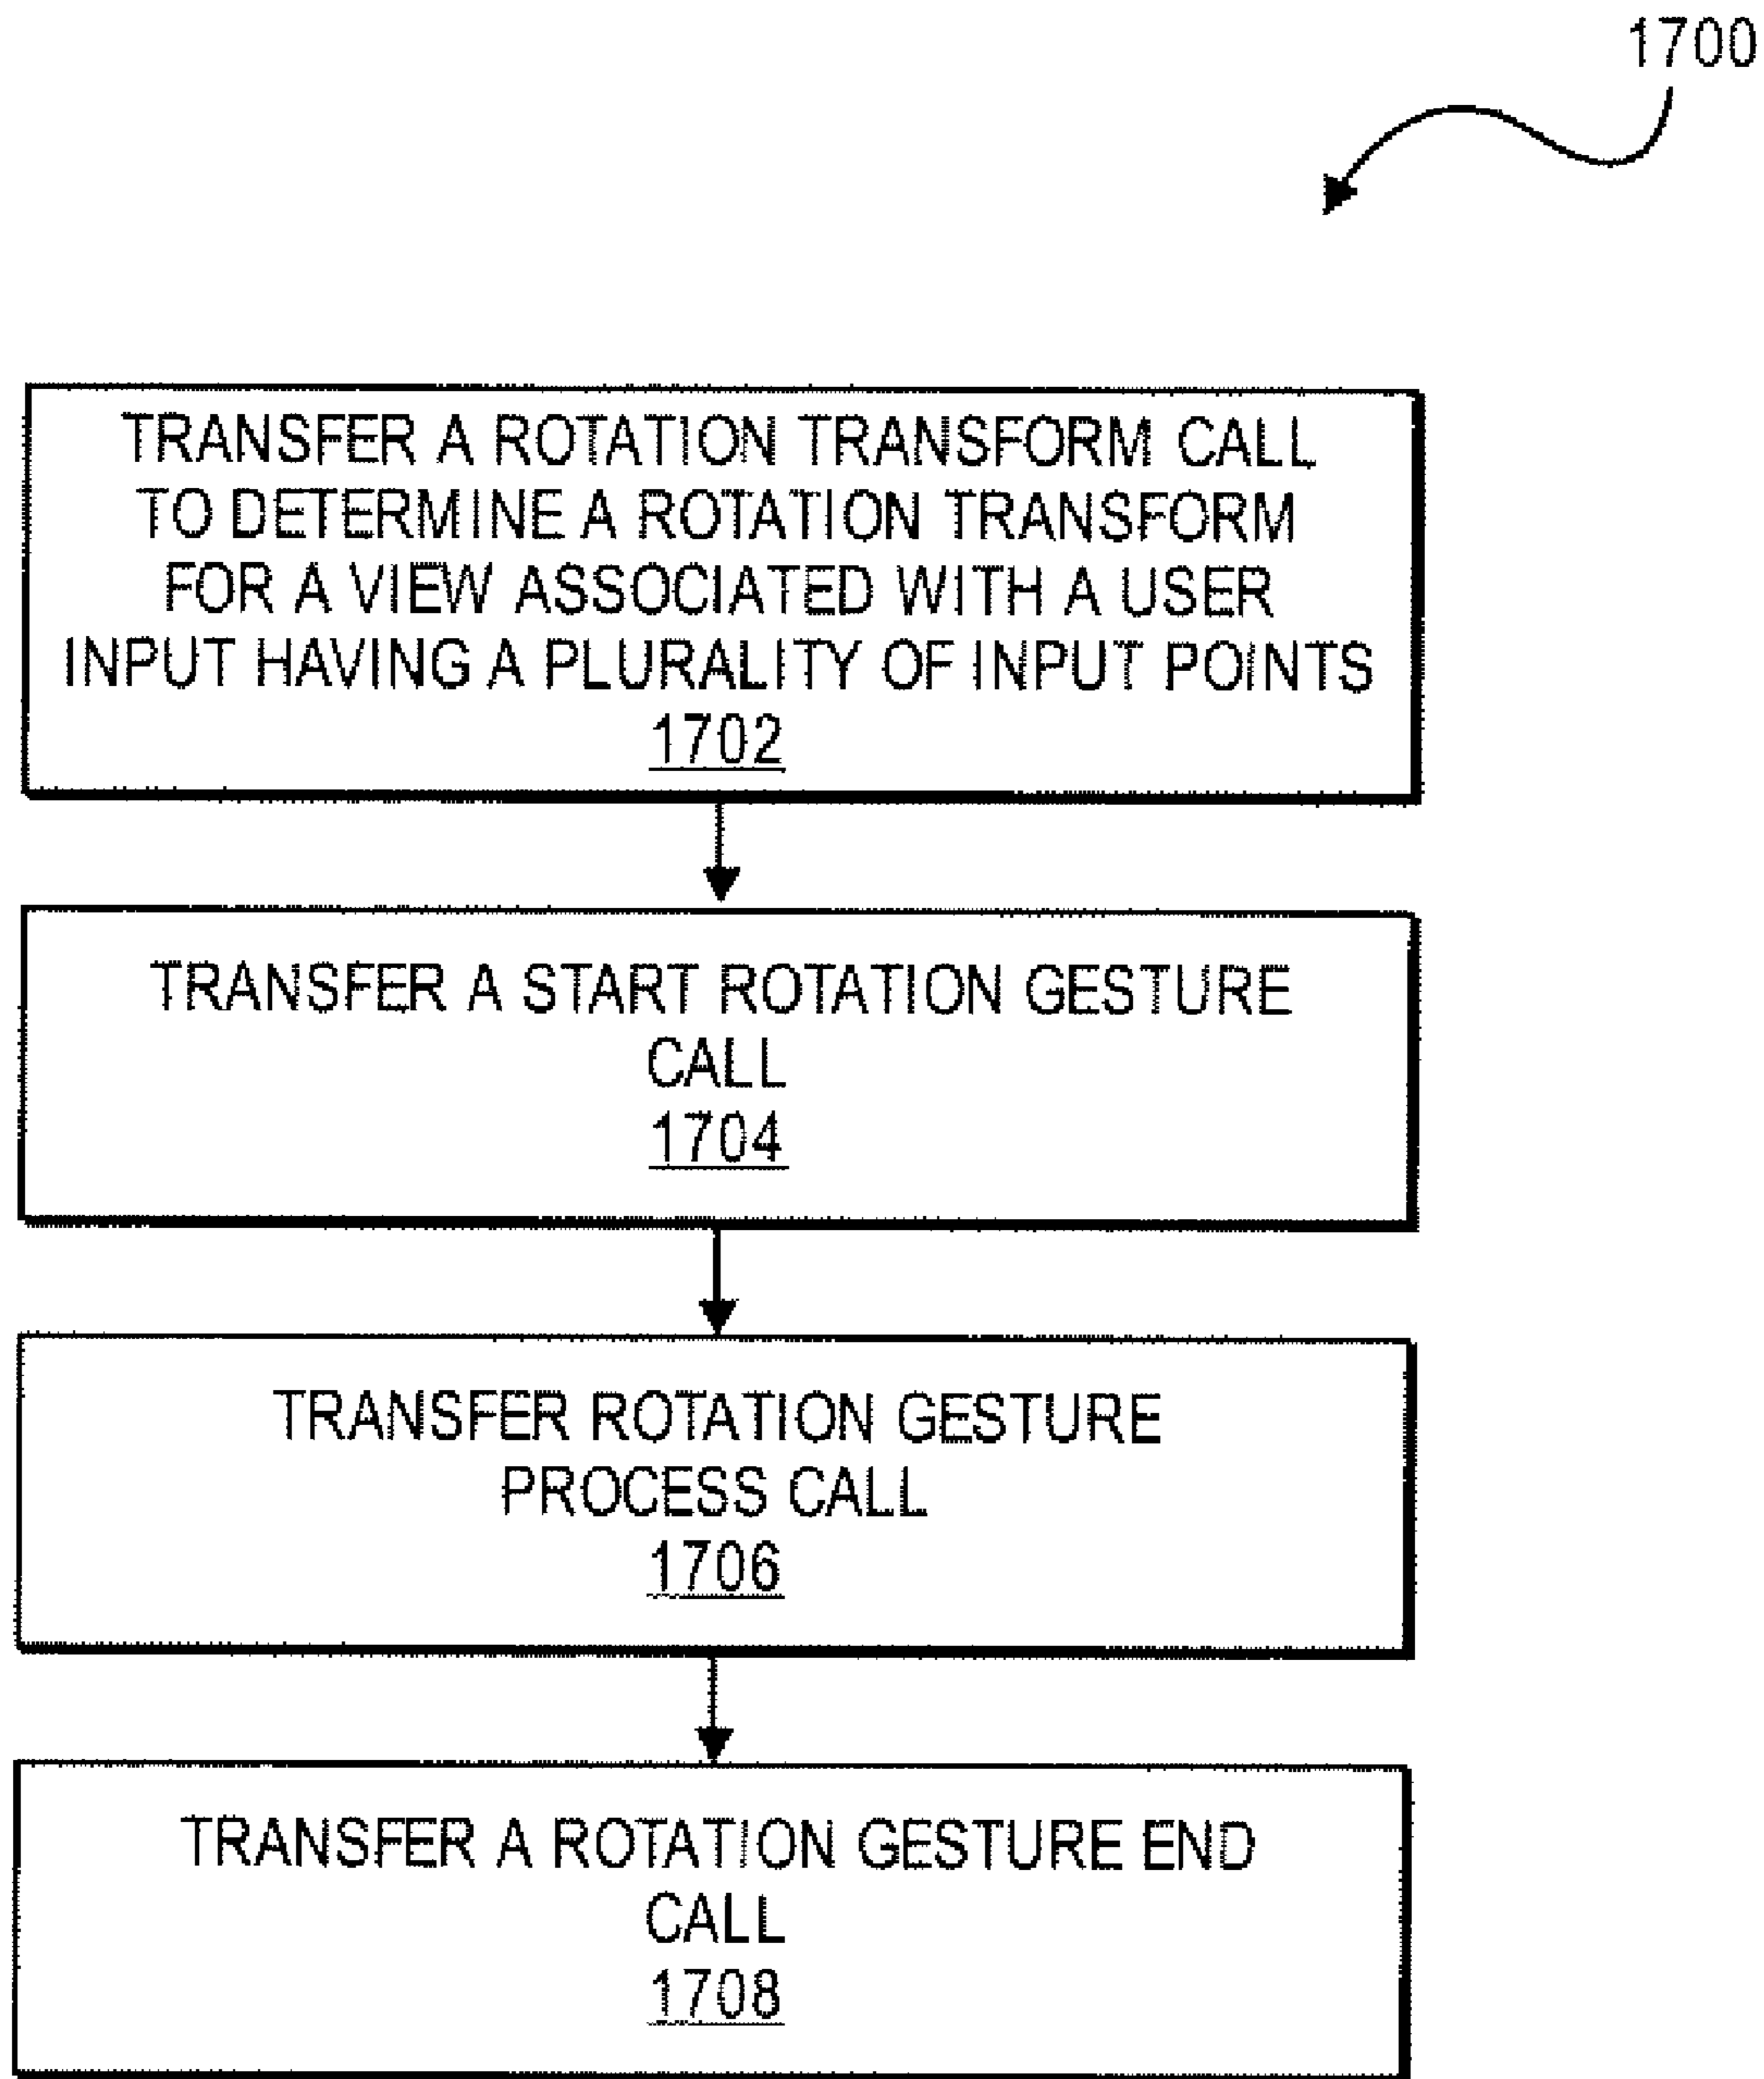 1700
TRANSFER A ROTATION TRANSFORM CALL
TO DETERMINE A ROTATION TRANSFORM
FOR A VIEW ASSOCIATED WITH A USER
INPUT HAVING A PLURALITY OF INPUT POINTS
1702
TRANSFER A START ROTATION GESTURE
CALL
1704
TRANSFER ROTATION GESTURE
PROCESS CALL
1706
TRANSFER A ROTATION GESTURE END
CALL
1708